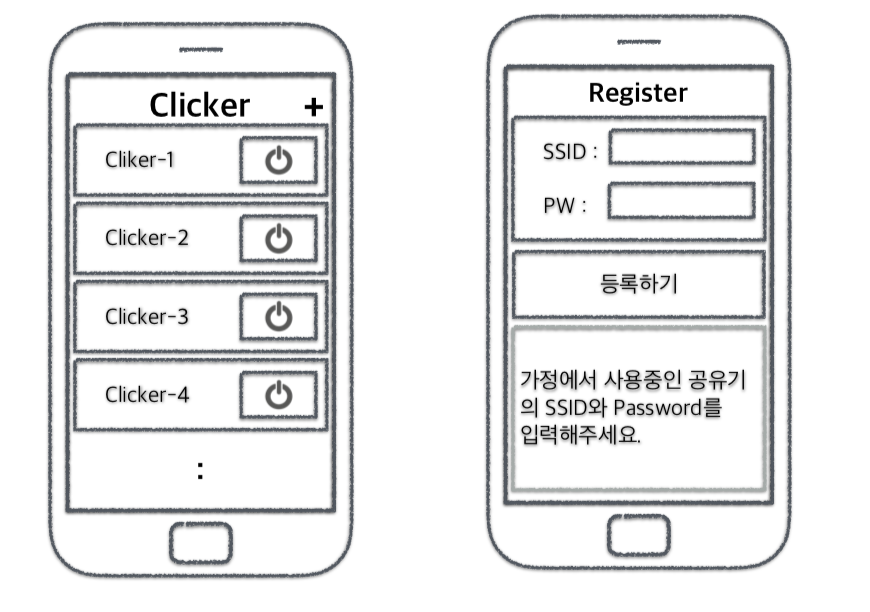 Clicker +
Cliker-1
Clicker-2
Clicker-3
Clicker-4
:
Register
SSID :
PW :
등록하기
가정에서 사용중인 공유기
의 SSID와 Password를
입력해주세요.